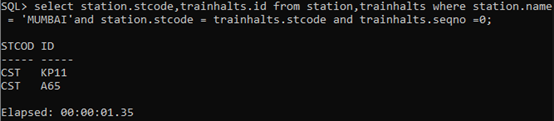 SQL> select station.stcode,trainhalts.id from station,trainhalts where station.name
 = 'MUMBAI'and station.stcode = trainhalts.stcode and trainhalts.seqno =0;
STCOD ID
----- -----
CST   KP11
CST   A65
Elapsed: 00:00:01.35